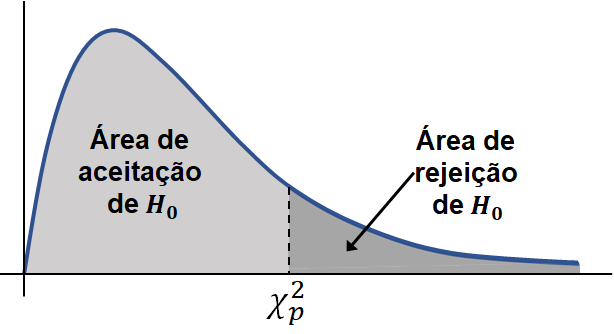 Área de
aceitação
de H₀
Área de
rejeição
de H₀
χ²ₚ